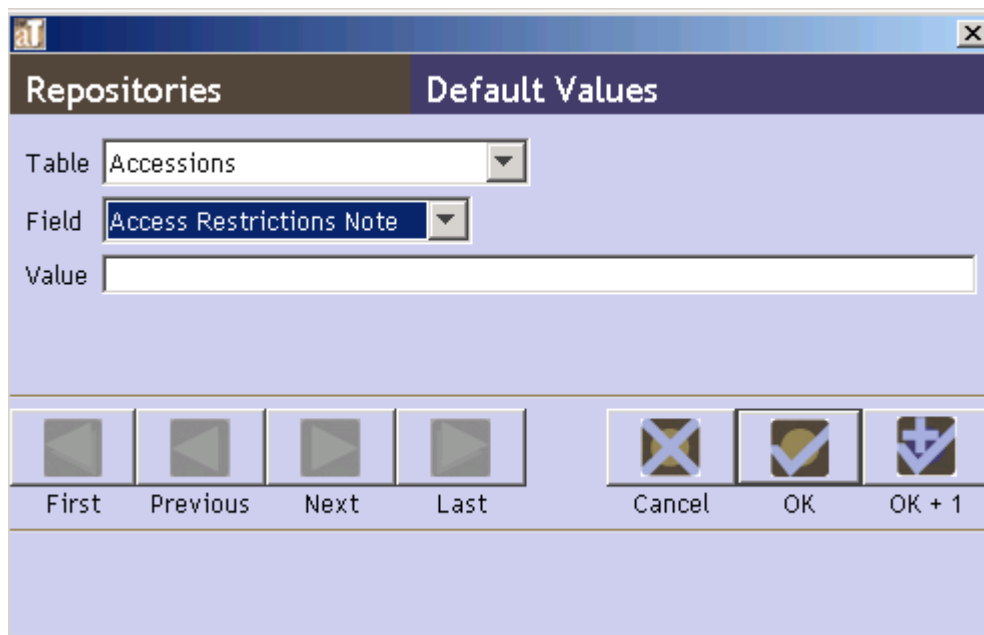 aT
Repositories Default Values
Table Accessions
Field Access Restrictions Note
Value
First Previous Next Last Cancel OK OK + 1